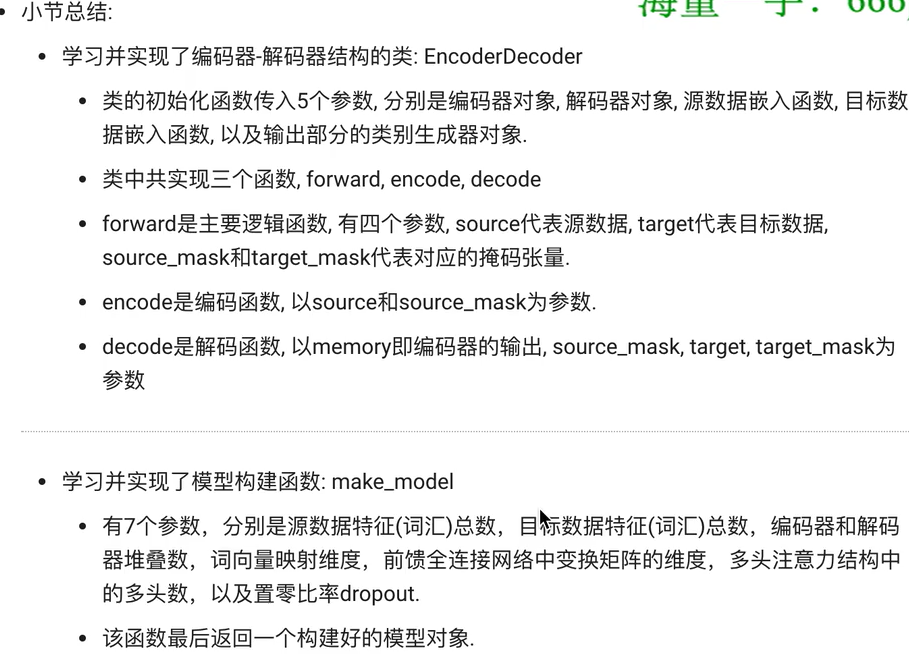 小节总结:
学习并实现了编码器-解码器结构的类: EncoderDecoder
类的初始化函数传入5个参数, 分别是编码器对象, 解码器对象, 源数据嵌入函数, 目标数
据嵌入函数, 以及输出部分的类别生成器对象.
类中共实现三个函数, forward, encode, decode
forward是主要逻辑函数, 有四个参数, source代表源数据, target代表目标数据,
source_mask和target_mask代表对应的掩码张量.
encode是编码函数, 以source和source_mask为参数.
decode是解码函数, 以memory即编码器的输出, source_mask, target, target_mask为
参数
学习并实现了模型构建函数: make_model
有7个参数，分别是源数据特征(词汇)总数，目标数据特征(词汇)总数，编码器和解码
器堆叠数，词向量映射维度，前馈全连接网络中变换矩阵的维度，多头注意力结构中
的多头数，以及置零比率dropout.
该函数最后返回一个构建好的模型对象.